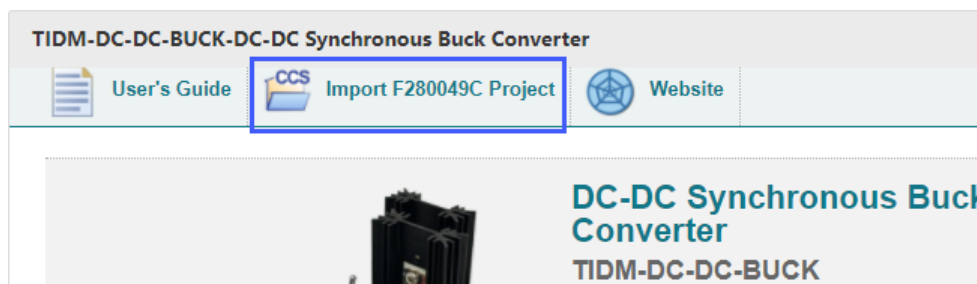 TIDM-DC-DC-BUCK-DC-DC Synchronous Buck Converter
User's Guide
CCS
Import F280049C Project
Website
DC-DC Synchronous Buck
Converter
TIDM-DC-DC-BUCK